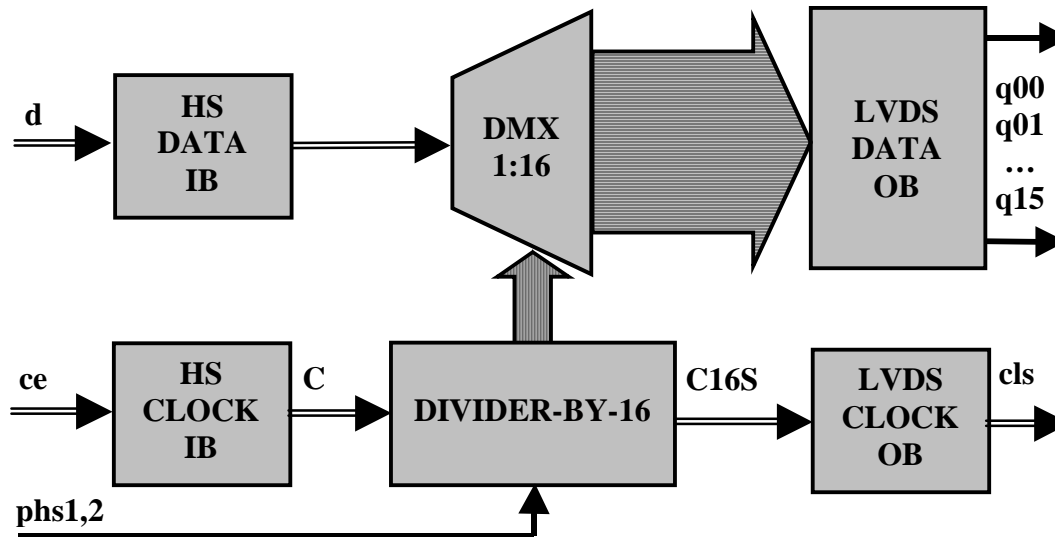 d
HS
DATA
IB
DMX
1:16
LVDS
DATA
OB
q00
q01
…
q15
ce
HS
CLOCK
IB
C
DIVIDER-BY-16
C16S
LVDS
CLOCK
OB
cls
phs1,2